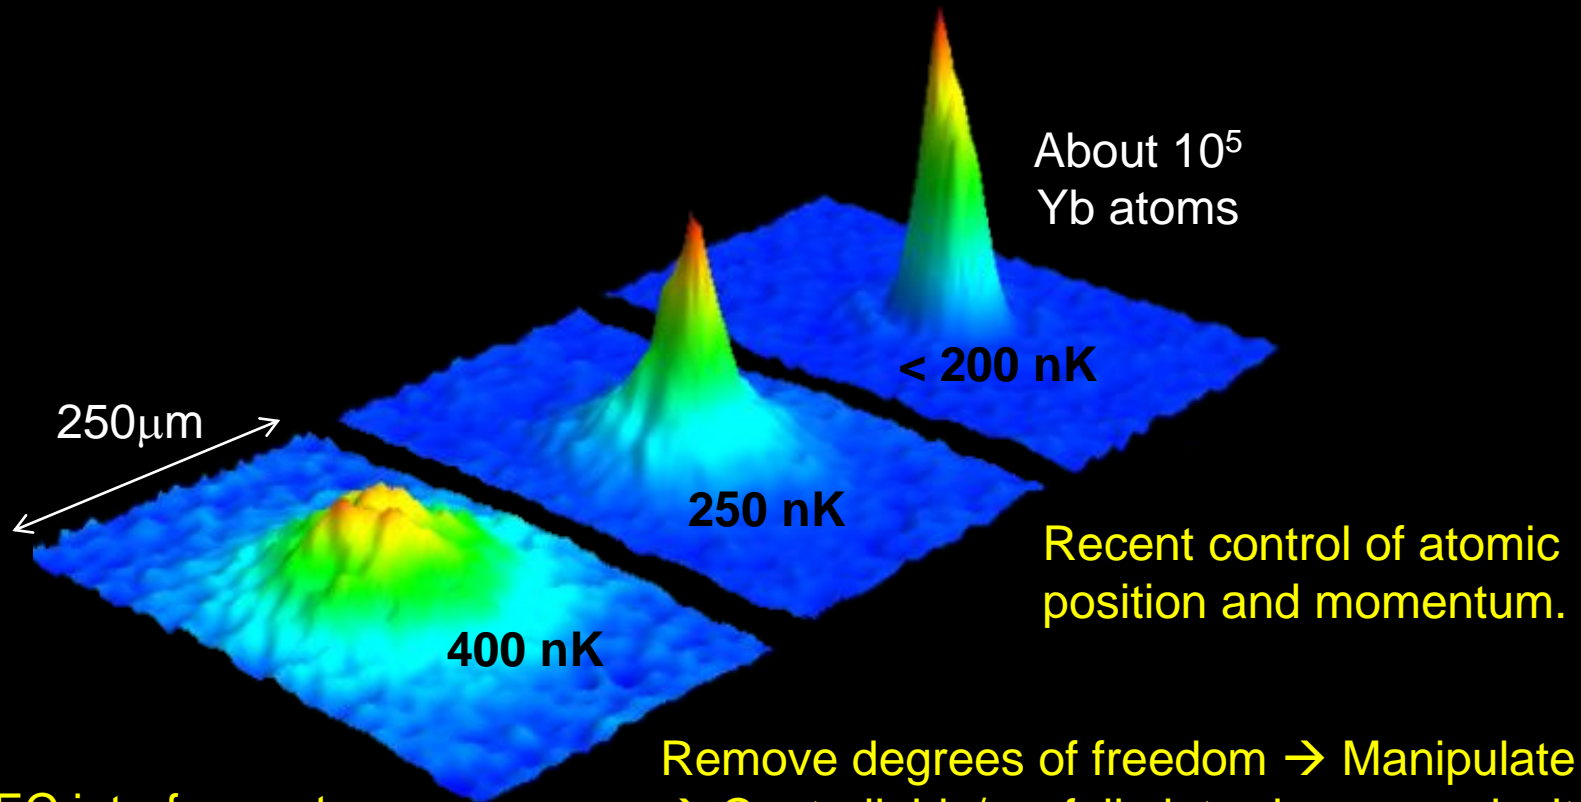 About 10⁵
Yb atoms
< 200 nK
250μm
250 nK
400 nK
Recent control of atomic
position and momentum.
Remove degrees of freedom → Manipulate